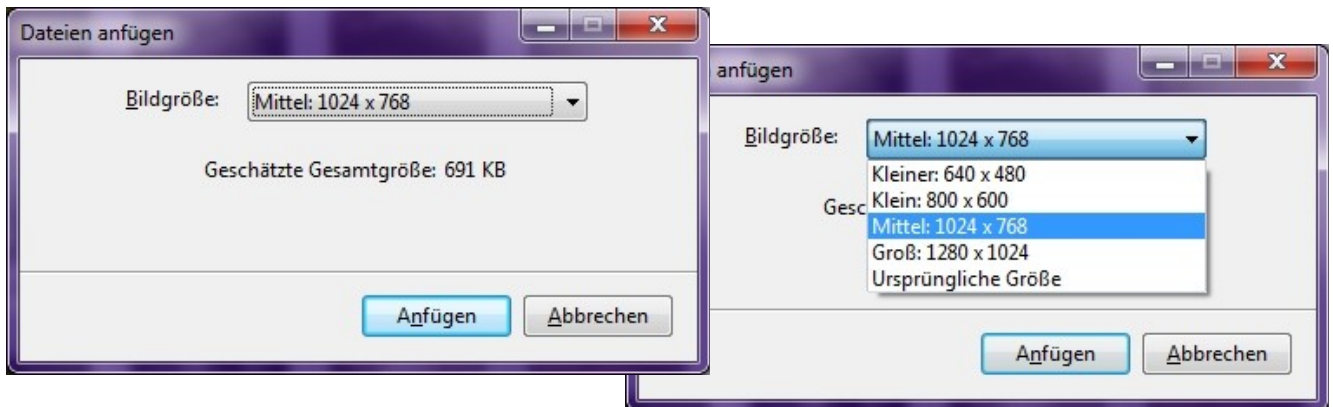 Dateien anfügen
Bildgröße: Mittel: 1024 x 768
Geschätzte Gesamtgröße: 691 KB
Anfügen Abbrechen
anfügen
Bildgröße: Mittel: 1024 x 768
Kleiner: 640 x 480
Gesc Klein: 800 x 600
Mittel: 1024 x 768
Groß: 1280 x 1024
Ursprüngliche Größe
Anfügen Abbrechen